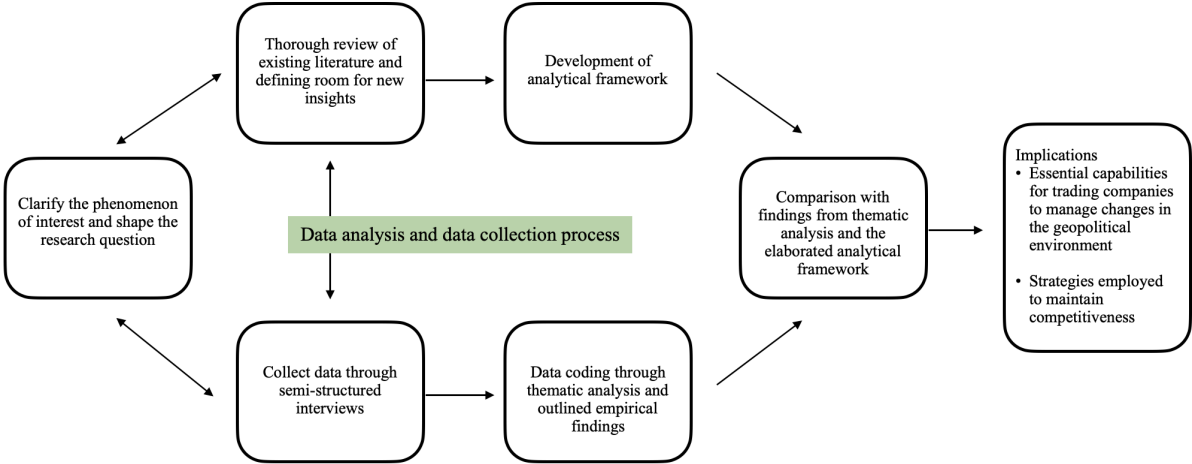 Thorough review of
existing literature and
defining room for new
insights
Development of
analytical framework
Clarify the phenomenon
of interest and shape the
research question
Data analysis and data collection process
Comparison with
findings from thematic
analysis and the
elaborated analytical
framework
Implications
• Essential capabilities
for trading companies
to manage changes in
the geopolitical
environment
• Strategies employed
to maintain
competitiveness
Collect data through
semi-structured
interviews
Data coding through
thematic analysis and
outlined empirical
findings